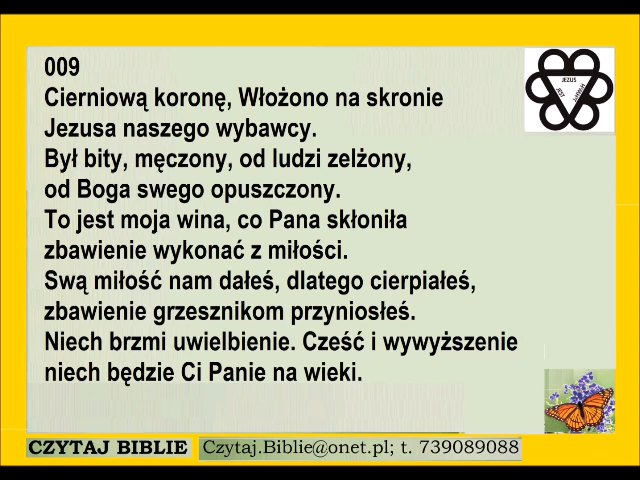 009
Cierniową koronę, Włożono na skronie
Jezusa naszego wybawcy.
Był bity, męczony, od ludzi zelżony,
od Boga swego opuszczony.
To jest moja wina, co Pana skłoniła
zbawienie wykonać z miłości.
Swą miłość nam dałeś, dlatego cierpiałeś,
zbawienie grzesznikom przyniosłeś.
Niech brzmi uwielbienie. Cześć i wywyższenie
niech będzie Ci Panie na wieki.
JEZUS
JEST
CZYTAJ BIBLIE Czytaj.Biblie@onet.pl; t. 739089088